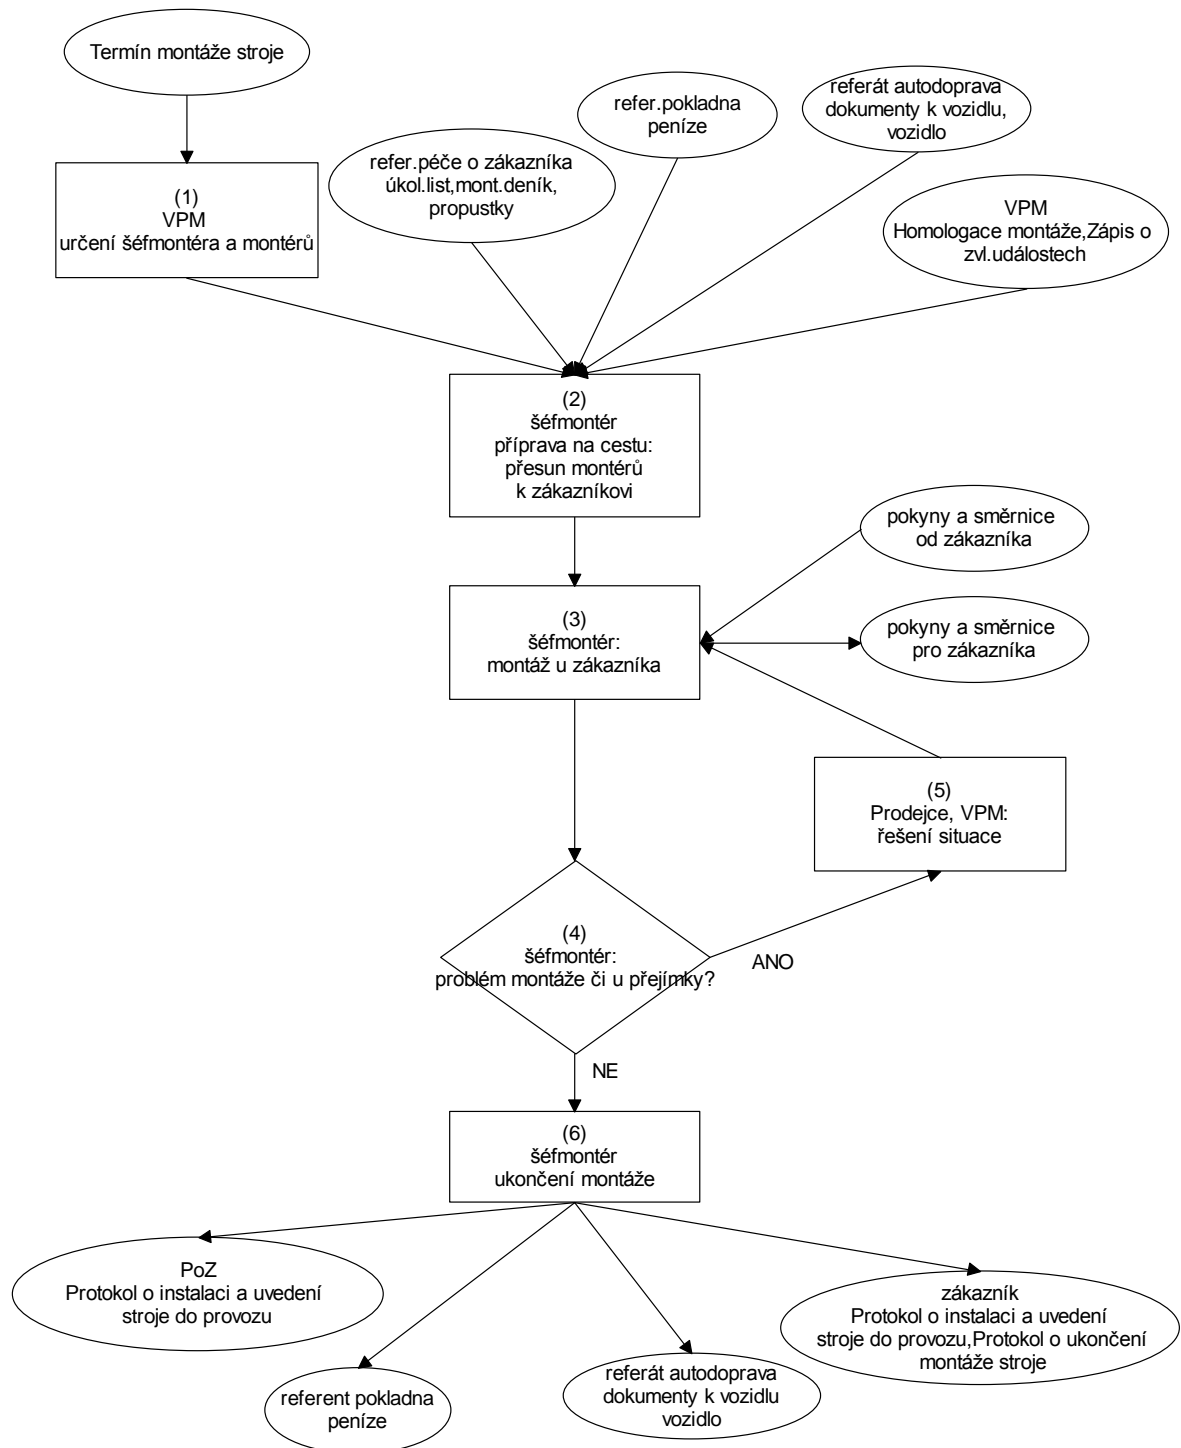 Termín montáže stroje
refer.pokladna
peníze
referát autodoprava
dokumenty k vozidlu,
vozidlo
refer.péče o zákazníka
úkol.list,mont.deník,
propustky
(1)
VPM
určení šéfmontéra a montérů
VPM
Homologace montáže,Zápis o
zvl.událostech
(2)
šéfmontér
příprava na cestu:
přesun montérů
k zákazníkovi
pokyny a směrnice
od zákazníka
(3)
šéfmontér:
montáž u zákazníka
pokyny a směrnice
pro zákazníka
(5)
Prodejce, VPM:
řešení situace
(4)
šéfmontér:
problém montáže či u přejímky?
ANO
NE
(6)
šéfmontér
ukončení montáže
PoZ
Protokol o instalaci a uvedení
stroje do provozu
zákazník
Protokol o instalaci a uvedení
stroje do provozu,Protokol o ukončení
montáže stroje
referent pokladna
peníze
referát autodoprava
dokumenty k vozidlu
vozidlo